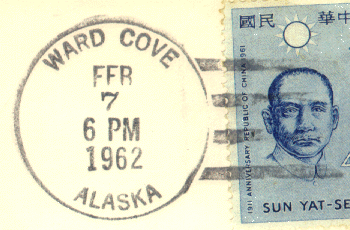 WARD COVE
FEB
7
6 PM
1962
ALASKA
國民 華中
1911 ANNIVERSARY REPUBLIC OF CHINA 1961
SUN YAT-SE